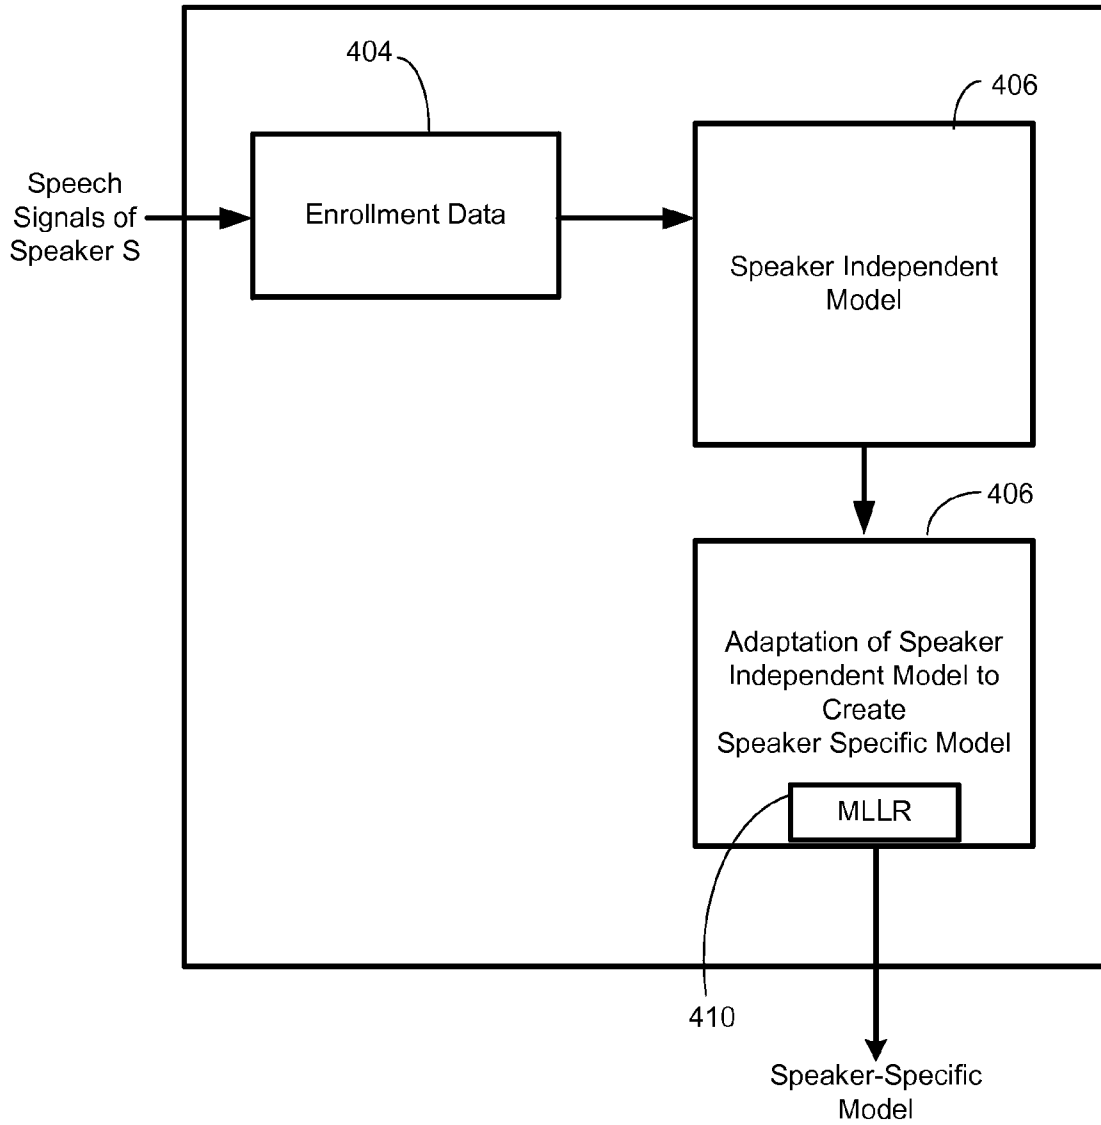 404
406
Speech
Signals of
Speaker S
Enrollment Data
Speaker Independent
Model
406
Adaptation of Speaker
Independent Model to
Create
Speaker Specific Model
MLLR
410
Speaker-Specific
Model